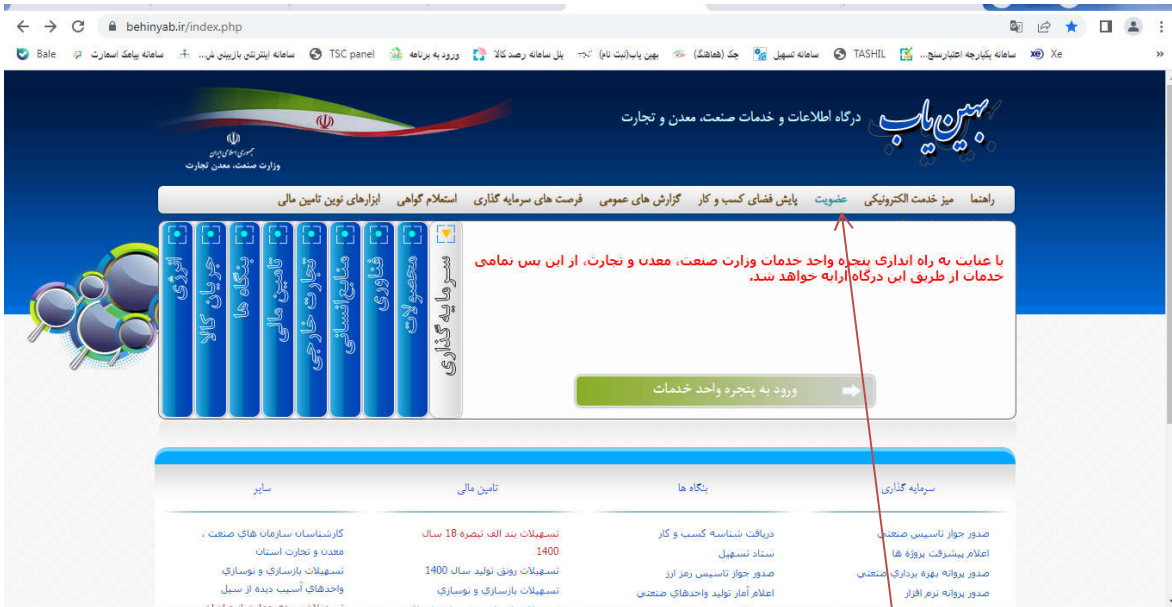 behinyab.ir/index.php
Bale
سامانه پیامک اسمارت
سامانه اینترنتی بازبینی ش...
TSC panel
ورود به برنامه
پنل سامانه رصد کالا
بهین یاب(ثبت نام)
چک (هماهنگ)
سامانه تسهیل
TASHIL
سامانه یکپارچه اعتبارسنج...
Xe
»
بهین یاب
درگاه اطلاعات و خدمات صنعت، معدن و تجارت
جمهوری اسلامی ایران
وزارت صنعت، معدن تجارت
راهنما میز خدمت الکترونیکی عضویت پایش فضای کسب و کار گزارش های عمومی فرصت های سرمایه گذاری استعلام گواهی ابزارهای نوین تامین مالی
با عنایت به راه اندازی پنجره واحد خدمات وزارت صنعت، معدن و تجارت، از این پس تمامی
خدمات از طریق این درگاه ارایه خواهد شد.
سرمایه گذاری
محصولات
فناوری
منابع انسانی
تجارت خارجی
تامین مالی
بنگاه ها
جریان کالا
انرژی
ورود به پنجره واحد خدمات
سرمایه گذاری
صدور جواز تاسیس صنعتی
اعلام پیشرفت پروژه ها
صدور پروانه بهره برداری صنعتی
صدور پروانه نرم افزار
بنگاه ها
دریافت شناسه کسب و کار
ستاد تسهیل
صدور جواز تاسیس رمز ارز
اعلام آمار تولید واحدهای صنعتی
تامین مالی
تسهیلات بند الف تبصره 18 سال
1400
تسهیلات رونق تولید سال 1400
تسهیلات بازسازی و نوسازی
سایر
کارشناسان سازمان هاي صنعت ،
معدن و تجارت استان
تسهیلات بازسازي و نوسازي
واحدهاي آسیب دیده از سیل